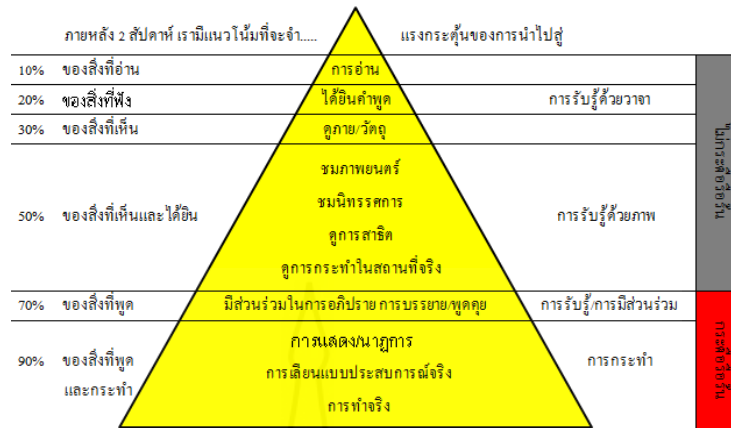 ภายหลัง 2 สัปดาห์ เรามีแนวโน้มที่จะจำ..... แรงกระตุ้นของการนำไปสู่
10% ของสิ่งที่อ่าน การอ่าน
20% ของสิ่งที่ฟัง ได้ยินคำพูด การรับรู้ด้วยวาจา
30% ของสิ่งที่เห็น ดูภาย/วัตถุ
ชมภาพยนตร์
ชมนิทรรศการ
50% ของสิ่งที่เห็นและได้ยิน การรับรู้ด้วยภาพ
ดูการสาธิต
ดูการกระทำในสถานที่จริง
70% ของสิ่งที่พูด มีส่วนร่วมในการอภิปราย การบรรยาย/พูดคุย การรับรู้/การมีส่วนร่วม
การแสดง/นาฏการ
90% ของสิ่งที่พูด การเลียนแบบประสบการณ์จริง การกระทำ
และกระทำ การทำจริง